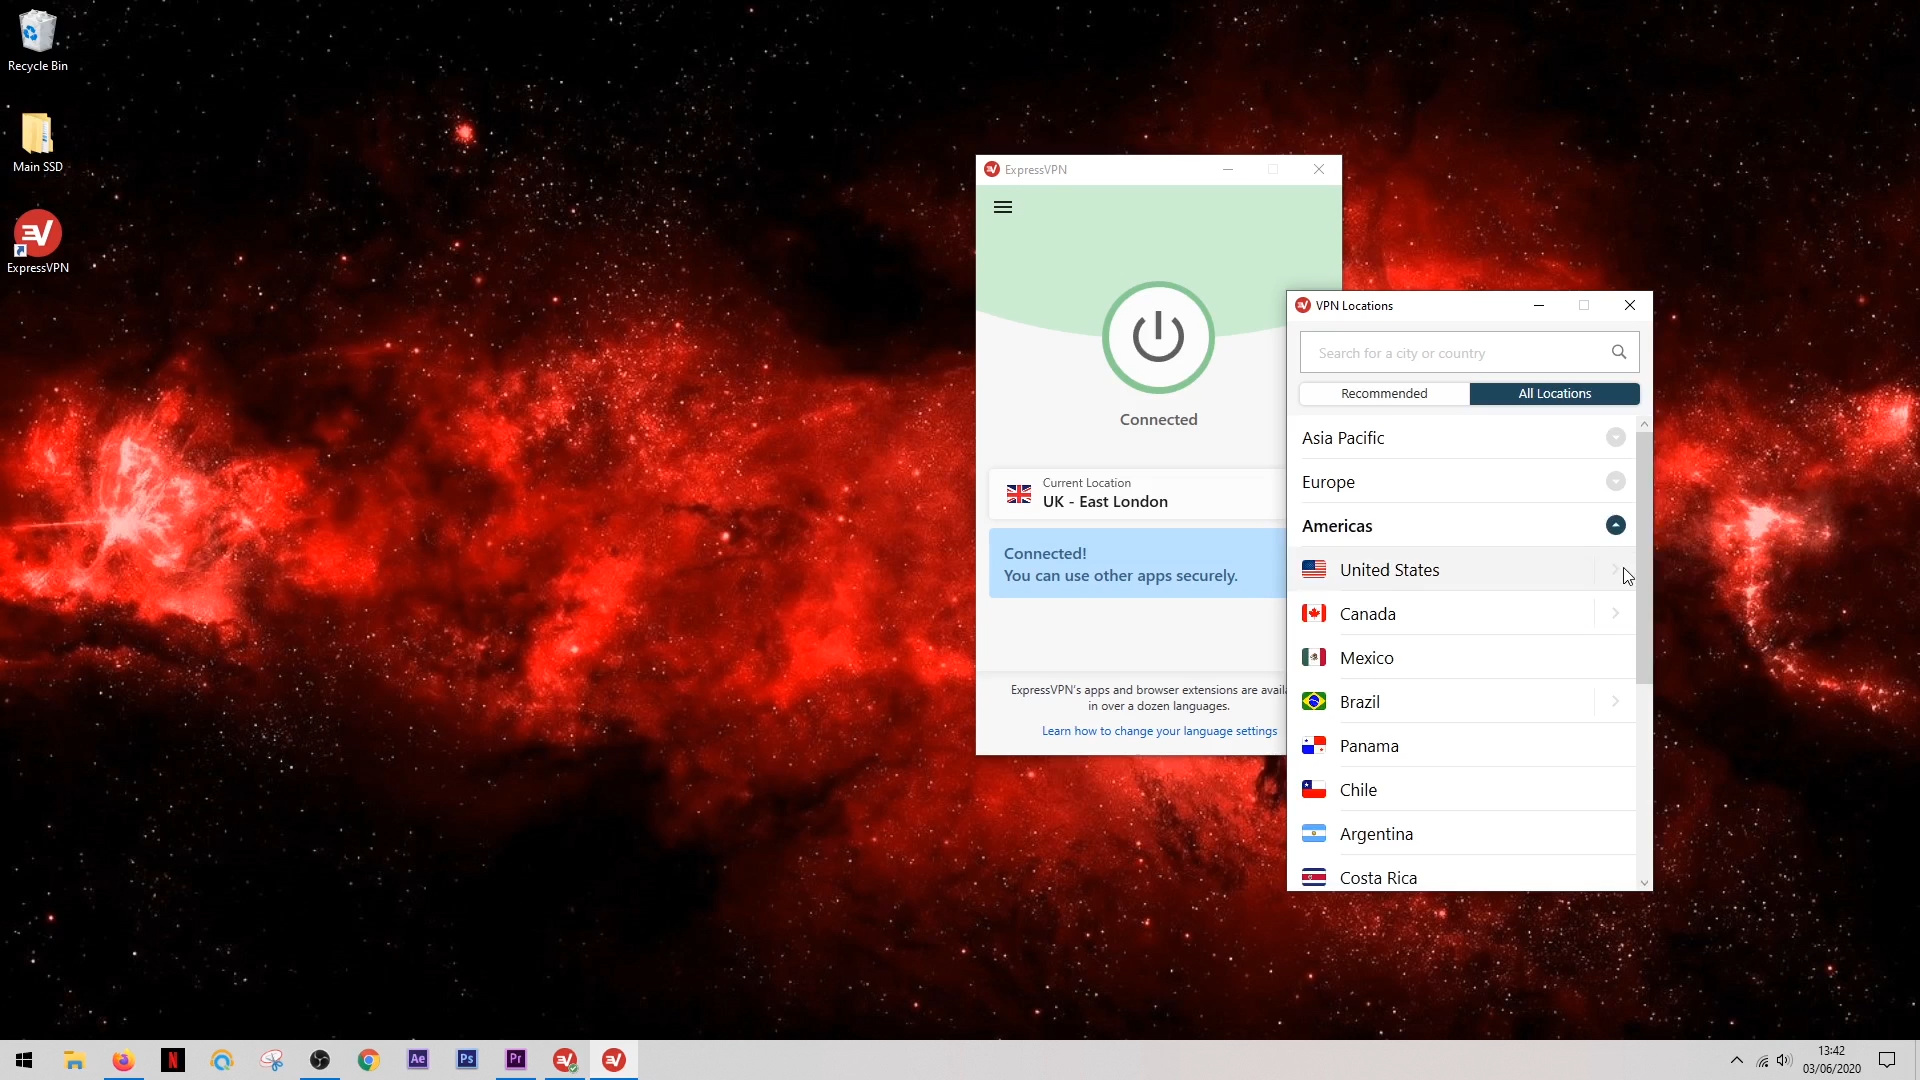 Recycle Bin
Main SSD
ExpressVPN
ExpressVPN
Connected
Current Location
UK - East London
Connected!
You can use other apps securely.
ExpressVPN's apps and browser extensions are
in over a dozen languages.
Learn how to change your language settings
VPN Locations
Search for a city or country
Recommended
All Locations
Asia Pacific
Europe
Americas
United States
Canada
Mexico
Brazil
Panama
Chile
Argentina
Costa Rica
N
Ae
Ps
Pr
13:42
03/06/2020